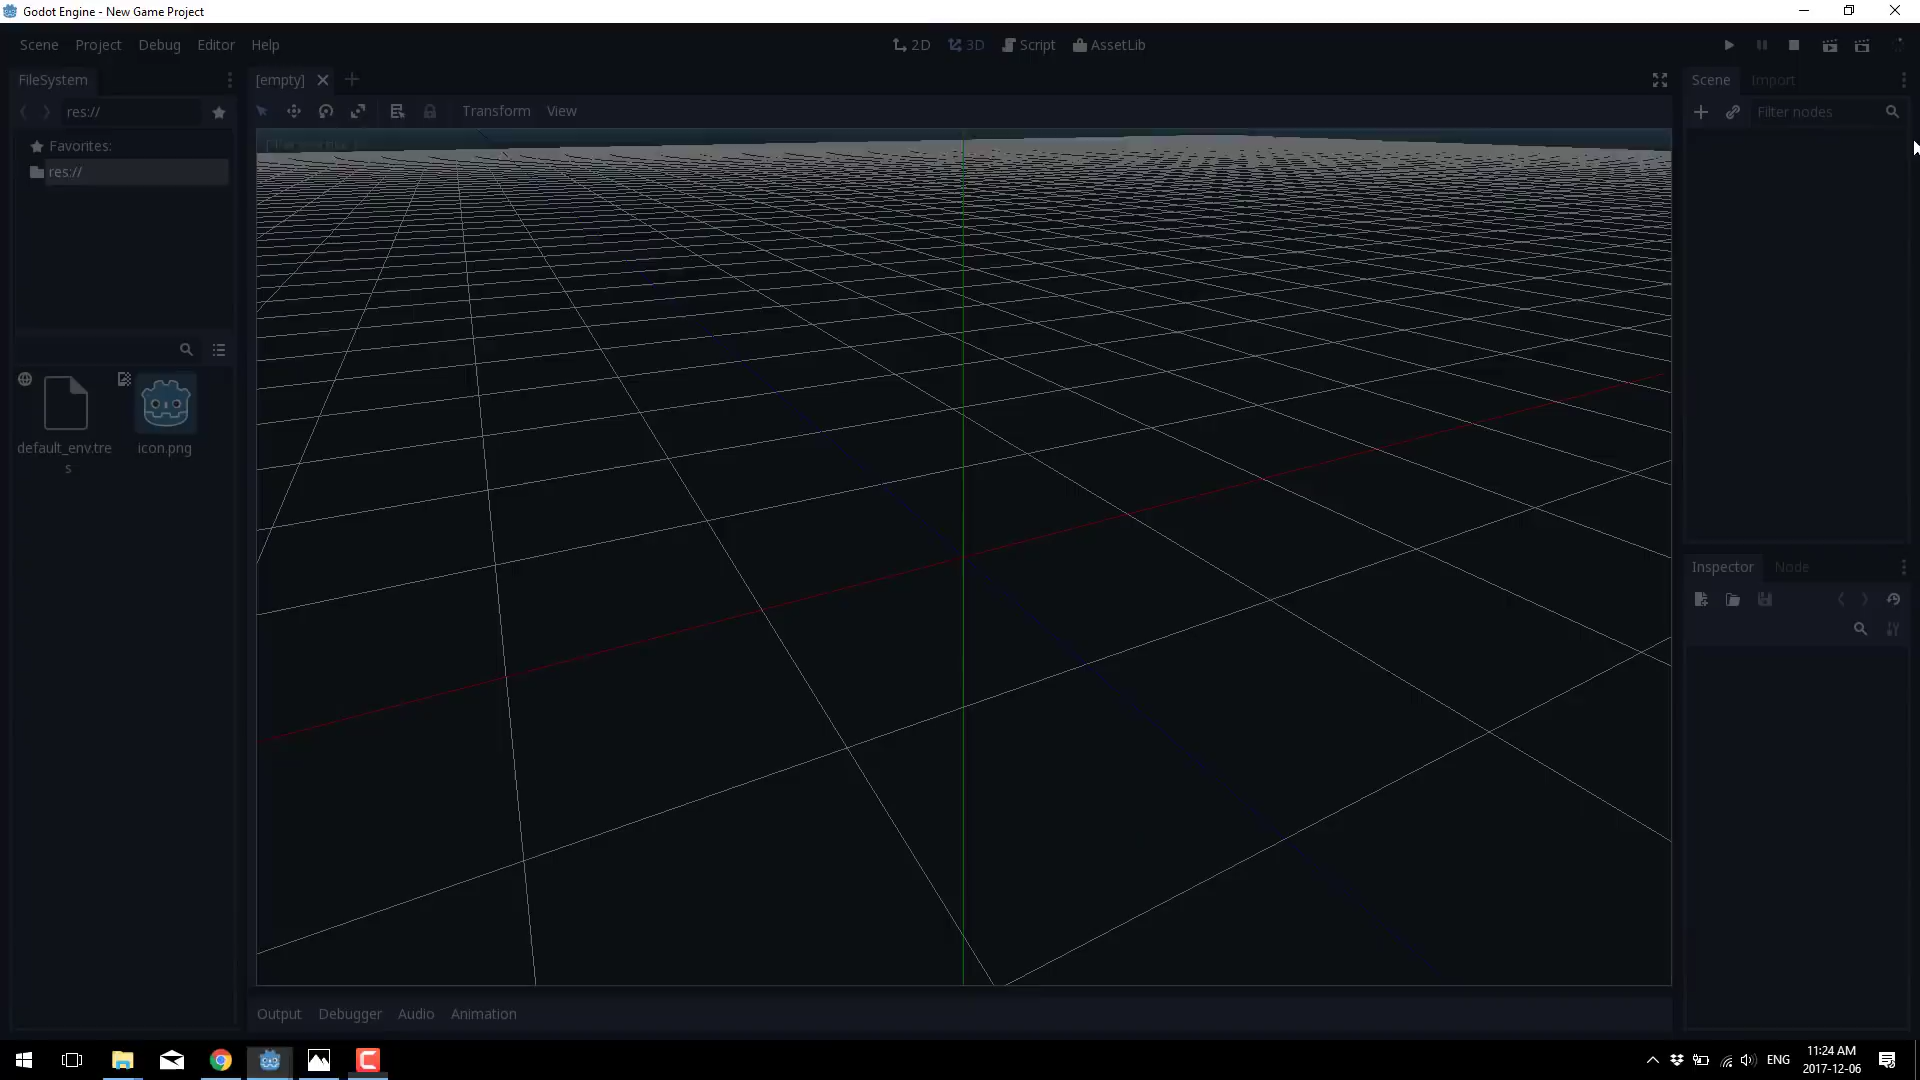 Godot Engine - New Game Project
Scene Project Debug Editor Help
2D 3D Script AssetLib
FileSystem
[empty]
Scene Import
res://
Transform View
Filter nodes
Favorites:
res://
default_env.tre
s
icon.png
Inspector Node
Output Debugger Audio Animation
ENG
11:24 AM
2017-12-06